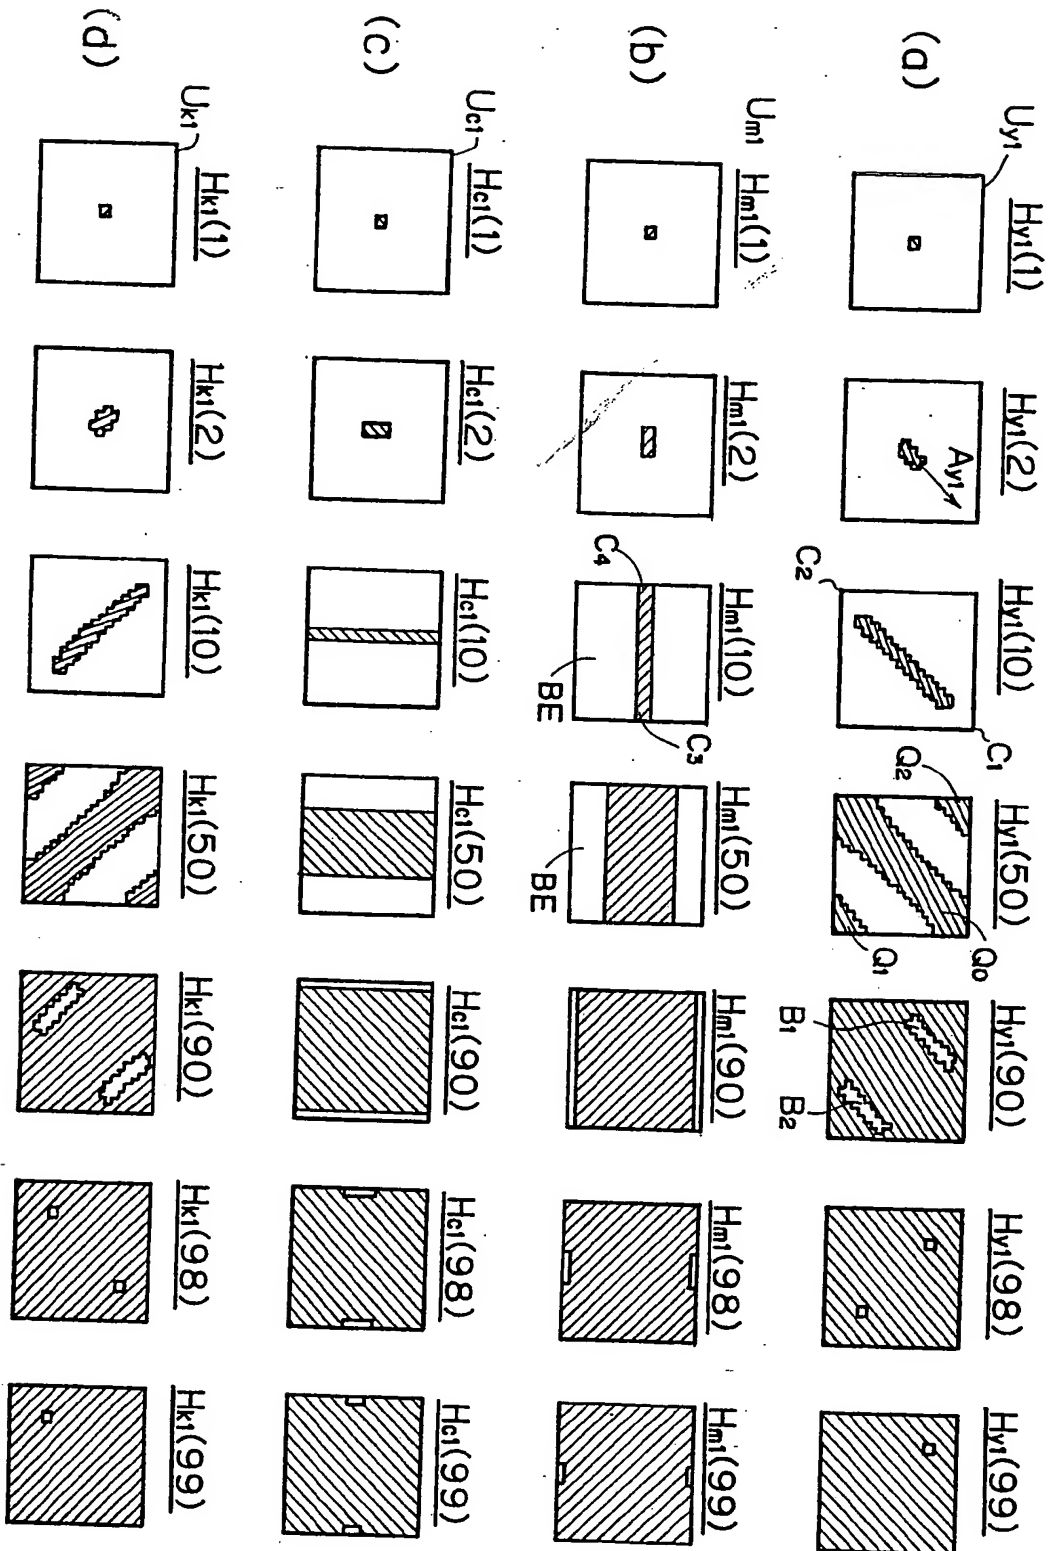 (a)
Uy1 Hy1(1) Hy1(2) Hy1(10) Hy1(50) Hy1(90) Hy1(98) Hy1(99)
Ay1
C2 C1
Q2 Q0 Q1
B1 B2
(b)
Um1 Hm1(1) Hm1(2) Hm1(10) Hm1(50) Hm1(90) Hm1(98) Hm1(99)
C4 C3
BE BE
(c)
Uc1 Hc1(1) Hc1(2) Hc1(10) Hc1(50) Hc1(90) Hc1(98) Hc1(99)
(d)
Uk1 Hk1(1) Hk1(2) Hk1(10) Hk1(50) Hk1(90) Hk1(98) Hk1(99)